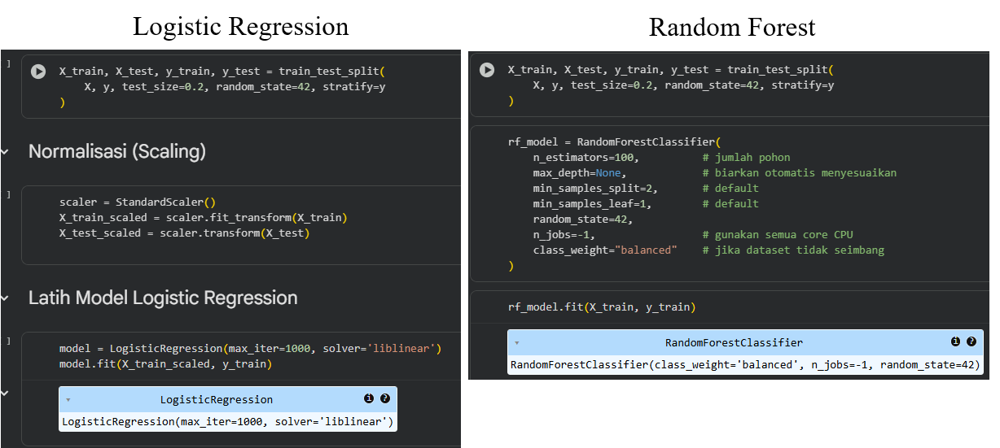 Logistic Regression
X_train, X_test, y_train, y_test = train_test_split(
    X, y, test_size=0.2, random_state=42, stratify=y
)
Normalisasi (Scaling)
scaler = StandardScaler()
X_train_scaled = scaler.fit_transform(X_train)
X_test_scaled = scaler.transform(X_test)
Latih Model Logistic Regression
model = LogisticRegression(max_iter=1000, solver='liblinear')
model.fit(X_train_scaled, y_train)
LogisticRegression
LogisticRegression(max_iter=1000, solver='liblinear')
Random Forest
X_train, X_test, y_train, y_test = train_test_split(
    X, y, test_size=0.2, random_state=42, stratify=y
)
rf_model = RandomForestClassifier(
    n_estimators=100,          # jumlah pohon
    max_depth=None,            # biarkan otomatis menyesuaikan
    min_samples_split=2,       # default
    min_samples_leaf=1,        # default
    random_state=42,
    n_jobs=-1,                 # gunakan semua core CPU
    class_weight="balanced"    # jika dataset tidak seimbang
)
rf_model.fit(X_train, y_train)
RandomForestClassifier
RandomForestClassifier(class_weight='balanced', n_jobs=-1, random_state=42)